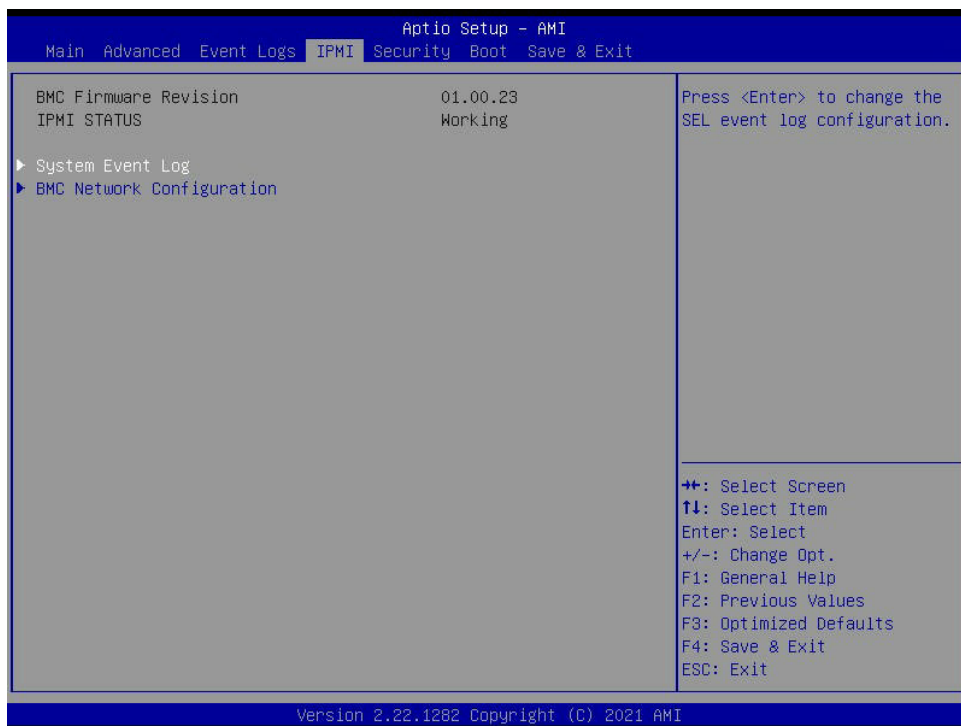 Aptio Setup – AMI
Main Advanced Event Logs IPMI Security Boot Save & Exit
BMC Firmware Revision 01.00.23
IPMI STATUS Working
▶ System Event Log
▶ BMC Network Configuration
Press <Enter> to change the
SEL event log configuration.
→←: Select Screen
↑↓: Select Item
Enter: Select
+/-: Change Opt.
F1: General Help
F2: Previous Values
F3: Optimized Defaults
F4: Save & Exit
ESC: Exit
Version 2.22.1282 Copyright (C) 2021 AMI